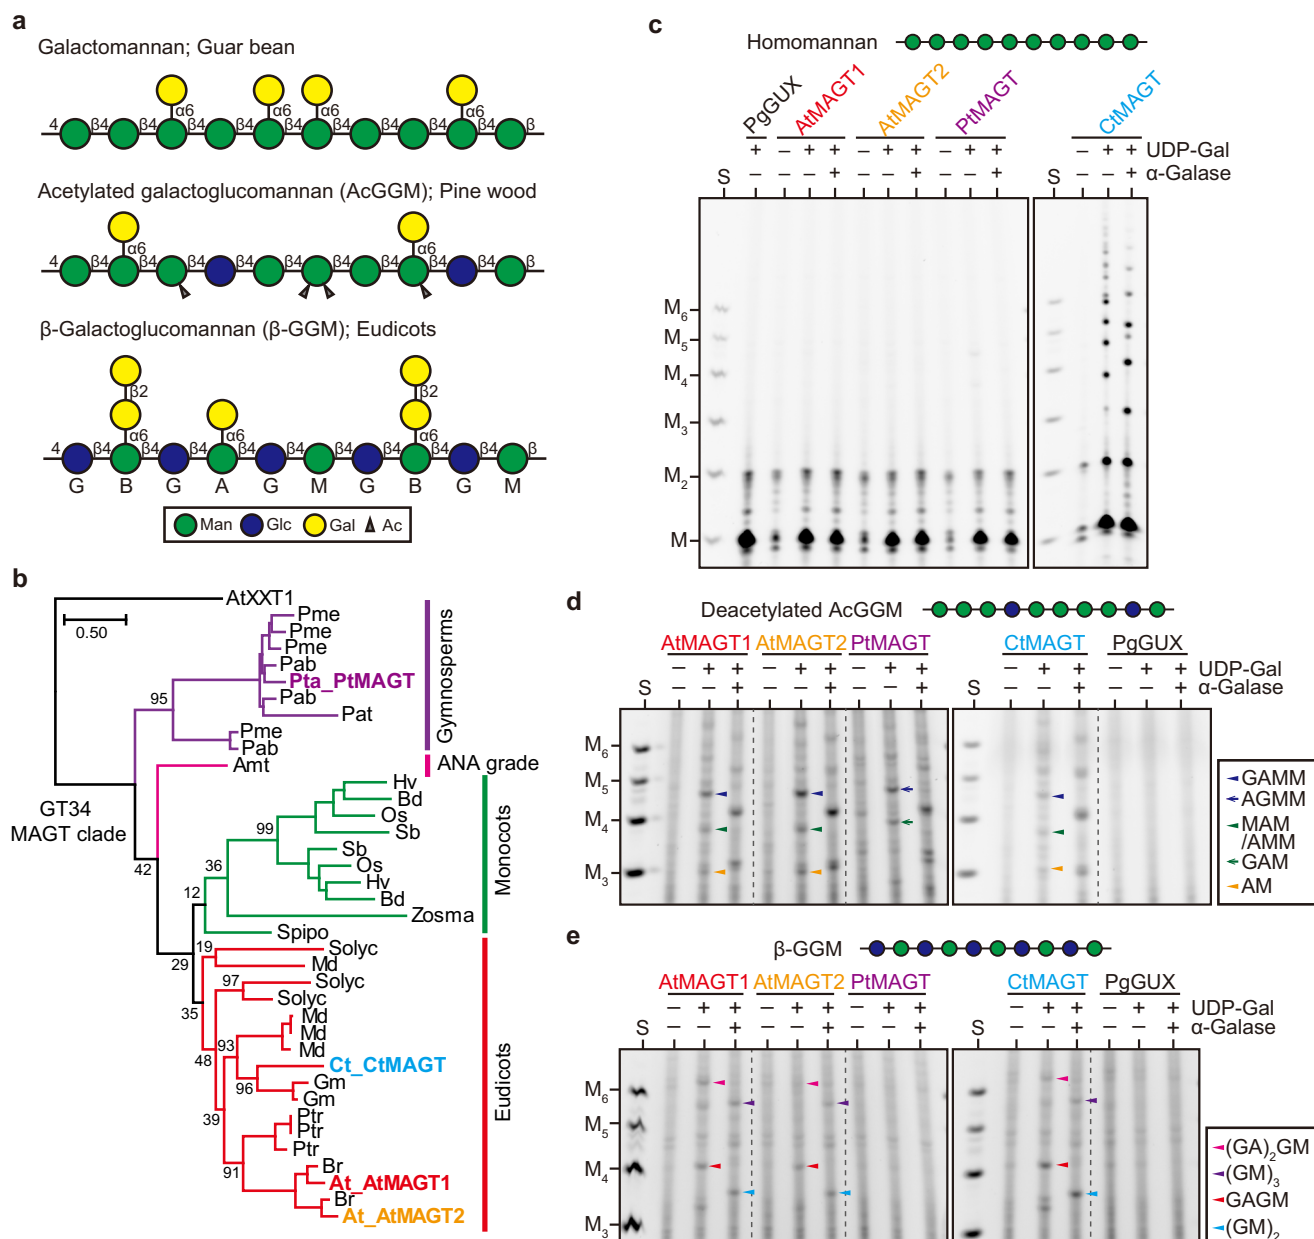 a
Galactomannan; Guar bean
α6 α6 α6 α6
4 β4 β4 β4 β4 β4 β4 β4 β4 β4 β
Acetylated galactoglucomannan (AcGGM); Pine wood
α6 α6
4 β4 β4 β4 β4 β4 β4 β4 β4 β4 β
β-Galactoglucomannan (β-GGM); Eudicots
β2 β2
α6 α6 α6
4 β4 β4 β4 β4 β4 β4 β4 β4 β4 β
G B G A G M G B G M
Man Glc Gal Ac
b
AtXXT1
0.50
Pme
Pme
Pme
Pab
Pta_PtMAGT
Pab
Pat
Pme
Pab
Amt
95
Gymnosperms
ANA grade
GT34
MAGT clade
42
Hv
Bd
Os
Sb
Sb
Os
Hv
Bd
Zosma
Spipo
99
36
12
29
Monocots
Solyc
Md
Solyc
Solyc
Md
Md
Md
Ct_CtMAGT
Gm
Gm
Ptr
Ptr
Ptr
Br
At_AtMAGT1
Br
At_AtMAGT2
19
97
35
93
48
96
39
91
Eudicots
c
Homomannan
PgGUX AtMAGT1 AtMAGT2 PtMAGT CtMAGT
+ − + + − + + − + + − + + UDP-Gal
S − − + − − + − − + S − − + α-Galase
M6
M5
M4
M3
M2
M
d
Deacetylated AcGGM
AtMAGT1 AtMAGT2 PtMAGT CtMAGT PgGUX
− + + − + + − + + − + + − + + UDP-Gal
S − − + − − + − − + S − − + − − + α-Galase
M6
M5
M4
M3
GAMM
AGMM
MAM
/AMM
GAM
AM
e
β-GGM
AtMAGT1 AtMAGT2 PtMAGT CtMAGT PgGUX
− + + − + + − + + − + + − + + UDP-Gal
S − − + − − + − − + S − − + − − + α-Galase
M6
M5
M4
M3
(GA)2GM
(GM)3
GAGM
(GM)2